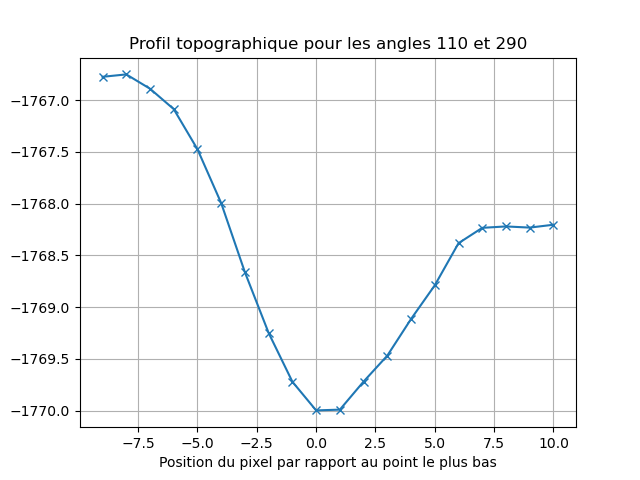 Profil topographique pour les angles 110 et 290
−1767.0
−1767.5
−1768.0
−1768.5
−1769.0
−1769.5
−1770.0
−7.5 −5.0 −2.5 0.0 2.5 5.0 7.5 10.0
Position du pixel par rapport au point le plus bas